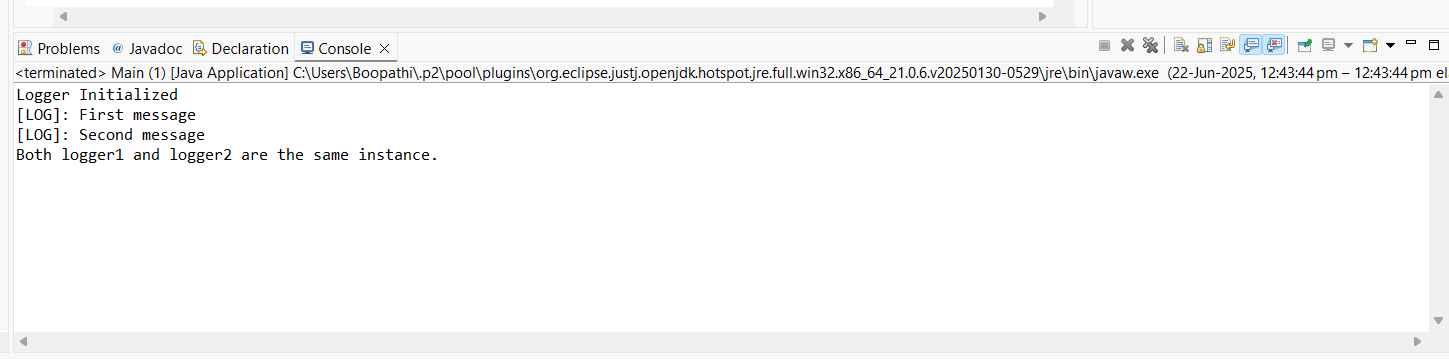 Problems @ Javadoc Declaration Console
<terminated> Main (1) [Java Application] C:\Users\Boopathi\.p2\pool\plugins\org.eclipse.justj.openjdk.hotspot.jre.full.win32.x86_64_21.0.6.v20250130-0529\jre\bin\javaw.exe (22-Jun-2025, 12:43:44 pm – 12:43:44 pm el
Logger Initialized
[LOG]: First message
[LOG]: Second message
Both logger1 and logger2 are the same instance.